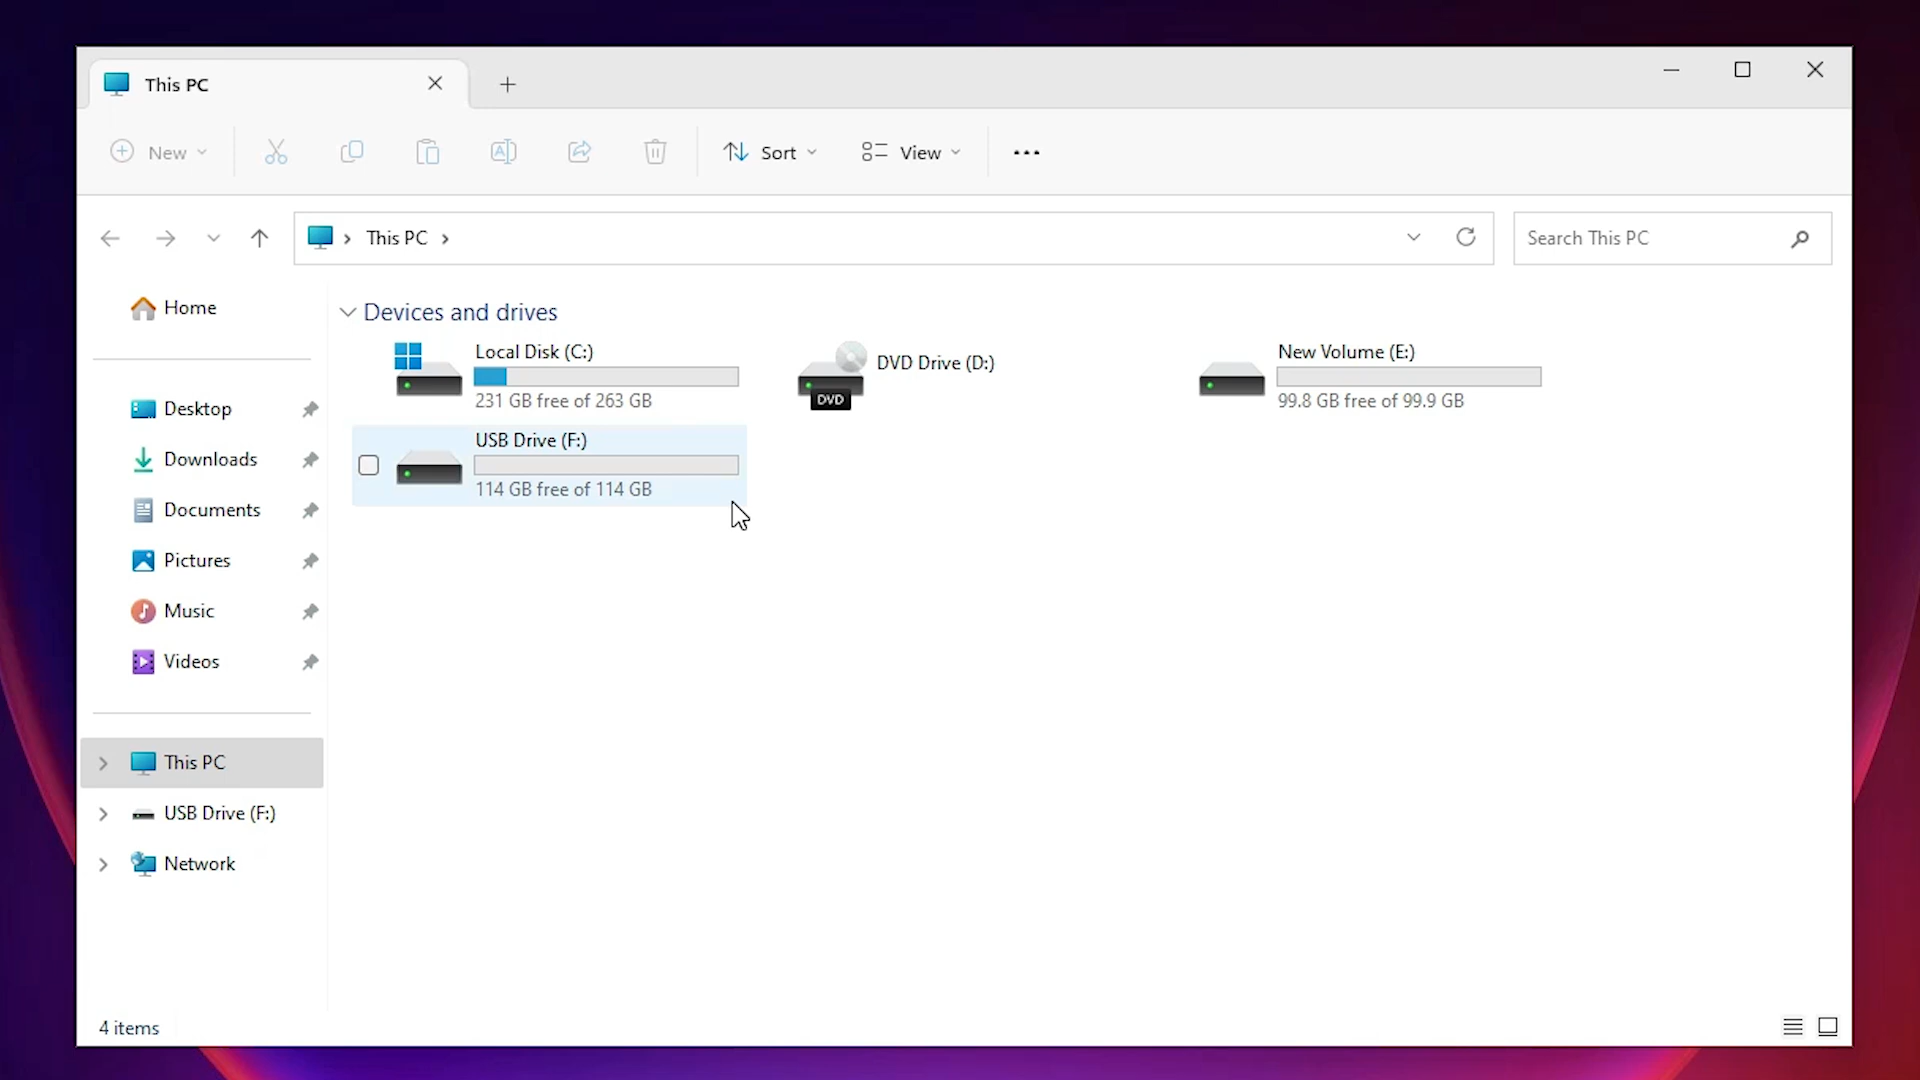 This PC
New
Sort
View
This PC
Search This PC
Home
Desktop
Downloads
Documents
Pictures
Music
Videos
This PC
USB Drive (F:)
Network
Devices and drives
Local Disk (C:)
231 GB free of 263 GB
DVD Drive (D:)
DVD
New Volume (E:)
99.8 GB free of 99.9 GB
USB Drive (F:)
114 GB free of 114 GB
4 items